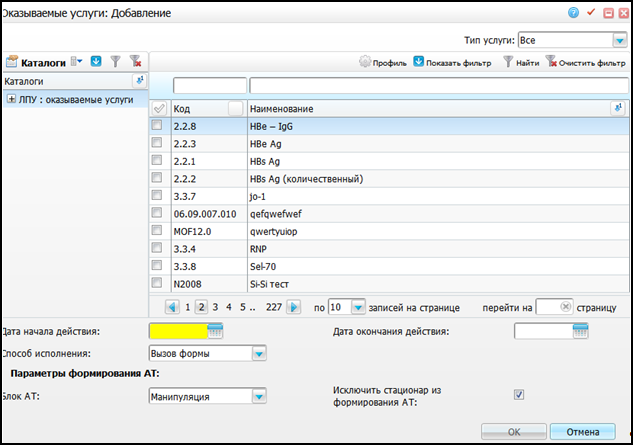 Оказываемые услуги: Добавление
Тип услуги: Все
Каталоги
Профиль Показать фильтр Найти Очистить фильтр
Каталоги
ЛПУ : оказываемые услуги
Код Наименование
2.2.8 HBe – IgG
2.2.3 HBe Ag
2.2.1 HBs Ag
2.2.2 HBs Ag (количественный)
3.3.7 jo-1
06.09.007.010 qefqwefwef
MOF12.0 qwertyuiop
3.3.4 RNP
3.3.8 Sel-70
N2008 Si-Si тест
1 2 3 4 5 .. 227 по 10 записей на странице перейти на страницу
Дата начала действия: Дата окончания действия:
Способ исполнения: Вызов формы
Параметры формирования АТ:
Блок АТ: Манипуляция Исключить стационар из
формирования АТ:
ОК Отмена